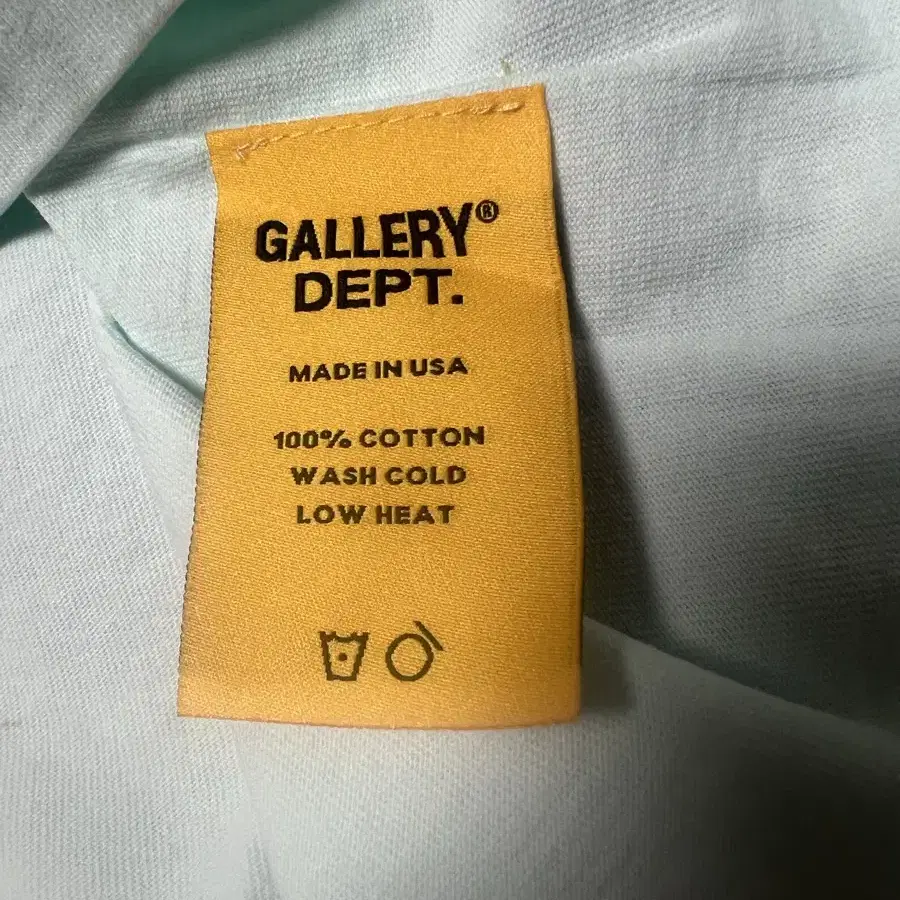 GALLERY®
DEPT.
MADE IN USA
100% COTTON
WASH COLD
LOW HEAT